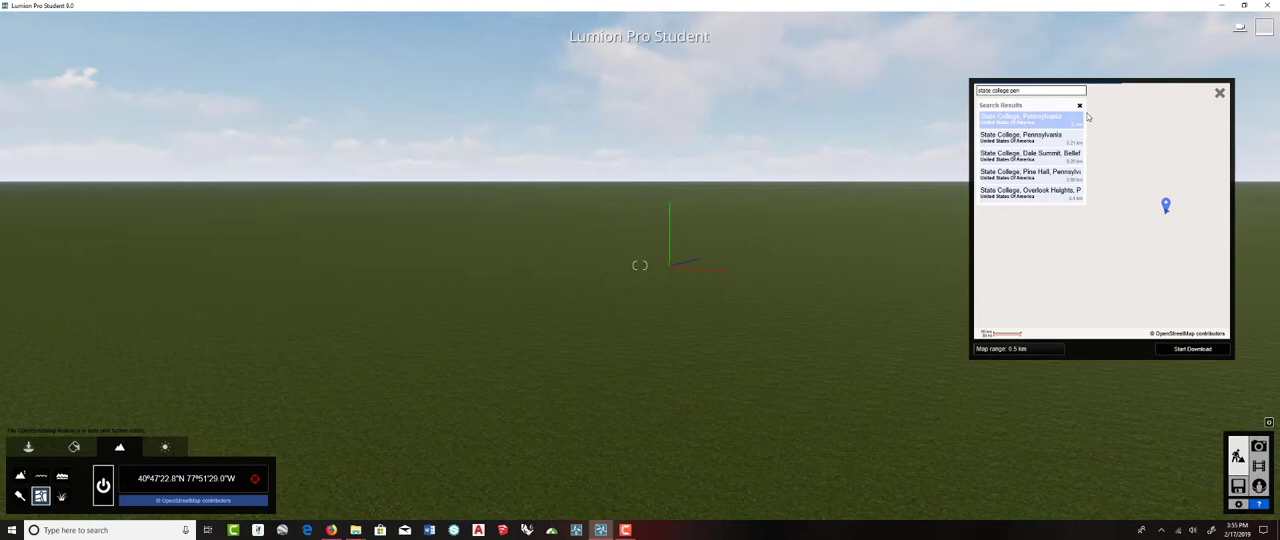 Lumion Pro Student 9.0
Lumion Pro Student
state college pen
Search Results
State College, Pennsylvania
United States Of America
State College, Pennsylvania
United States Of America
State College, Dale Summit, Bellef
United States Of America
State College, Pine Hall, Pennsylva
United States Of America
State College, Overlook Heights, P
United States Of America
© OpenStreetMap contributors
Map range: 0.5 km
Start Download
40°47'22.8"N 77°51'29.0"W
© OpenStreetMap contributors
Type here to search
3:55 PM
2/17/2019